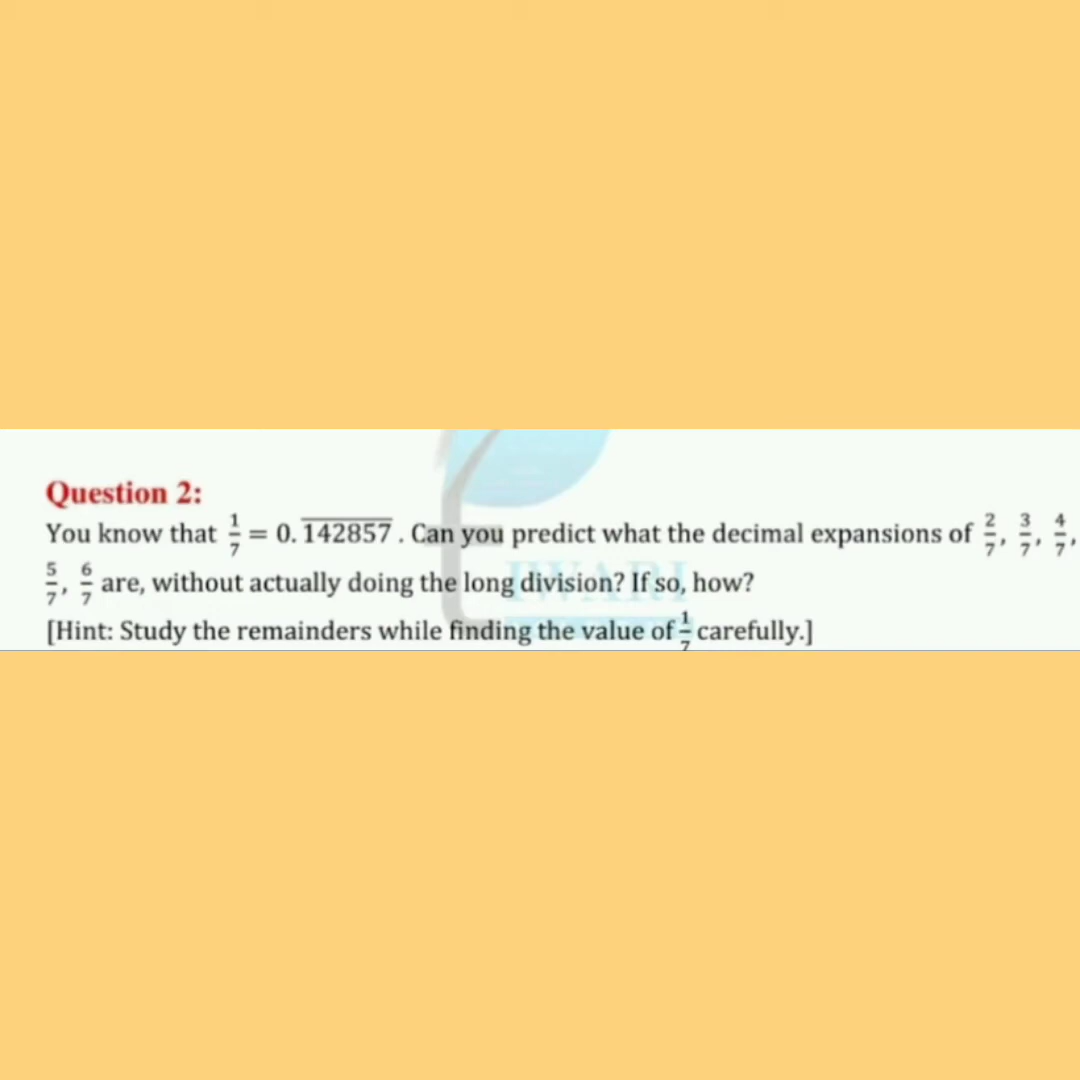 Question 2:
You know that 1/7 = 0.\overline{142857} . Can you predict what the decimal expansions of 2/7, 3/7, 4/7,
5/7, 6/7 are, without actually doing the long division? If so, how?
[Hint: Study the remainders while finding the value of 1/7 carefully.]
IWARI